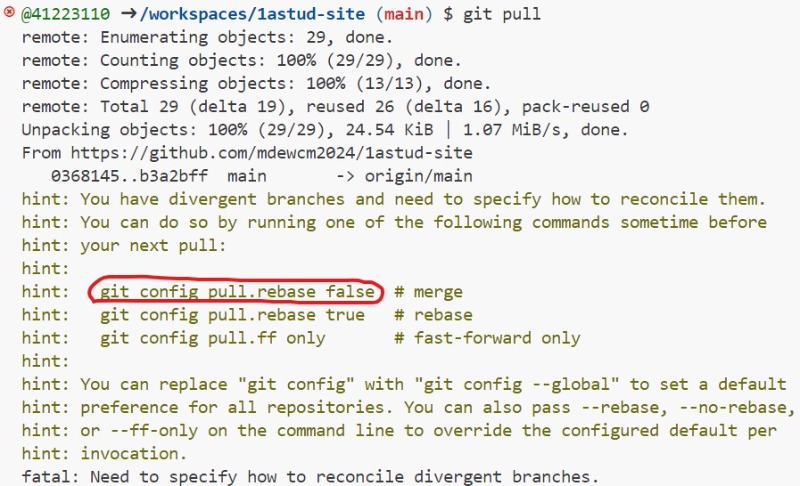 @41223110 ➜/workspaces/1astud-site (main) $ git pull
remote: Enumerating objects: 29, done.
remote: Counting objects: 100% (29/29), done.
remote: Compressing objects: 100% (13/13), done.
remote: Total 29 (delta 19), reused 26 (delta 16), pack-reused 0
Unpacking objects: 100% (29/29), 24.54 KiB | 1.07 MiB/s, done.
From https://github.com/mdewcm2024/1astud-site
   0368145..b3a2bff  main       -> origin/main
hint: You have divergent branches and need to specify how to reconcile them.
hint: You can do so by running one of the following commands sometime before
hint: your next pull:
hint:
hint:   git config pull.rebase false  # merge
hint:   git config pull.rebase true   # rebase
hint:   git config pull.ff only       # fast-forward only
hint:
hint: You can replace "git config" with "git config --global" to set a default
hint: preference for all repositories. You can also pass --rebase, --no-rebase,
hint: or --ff-only on the command line to override the configured default per
hint: invocation.
fatal: Need to specify how to reconcile divergent branches.